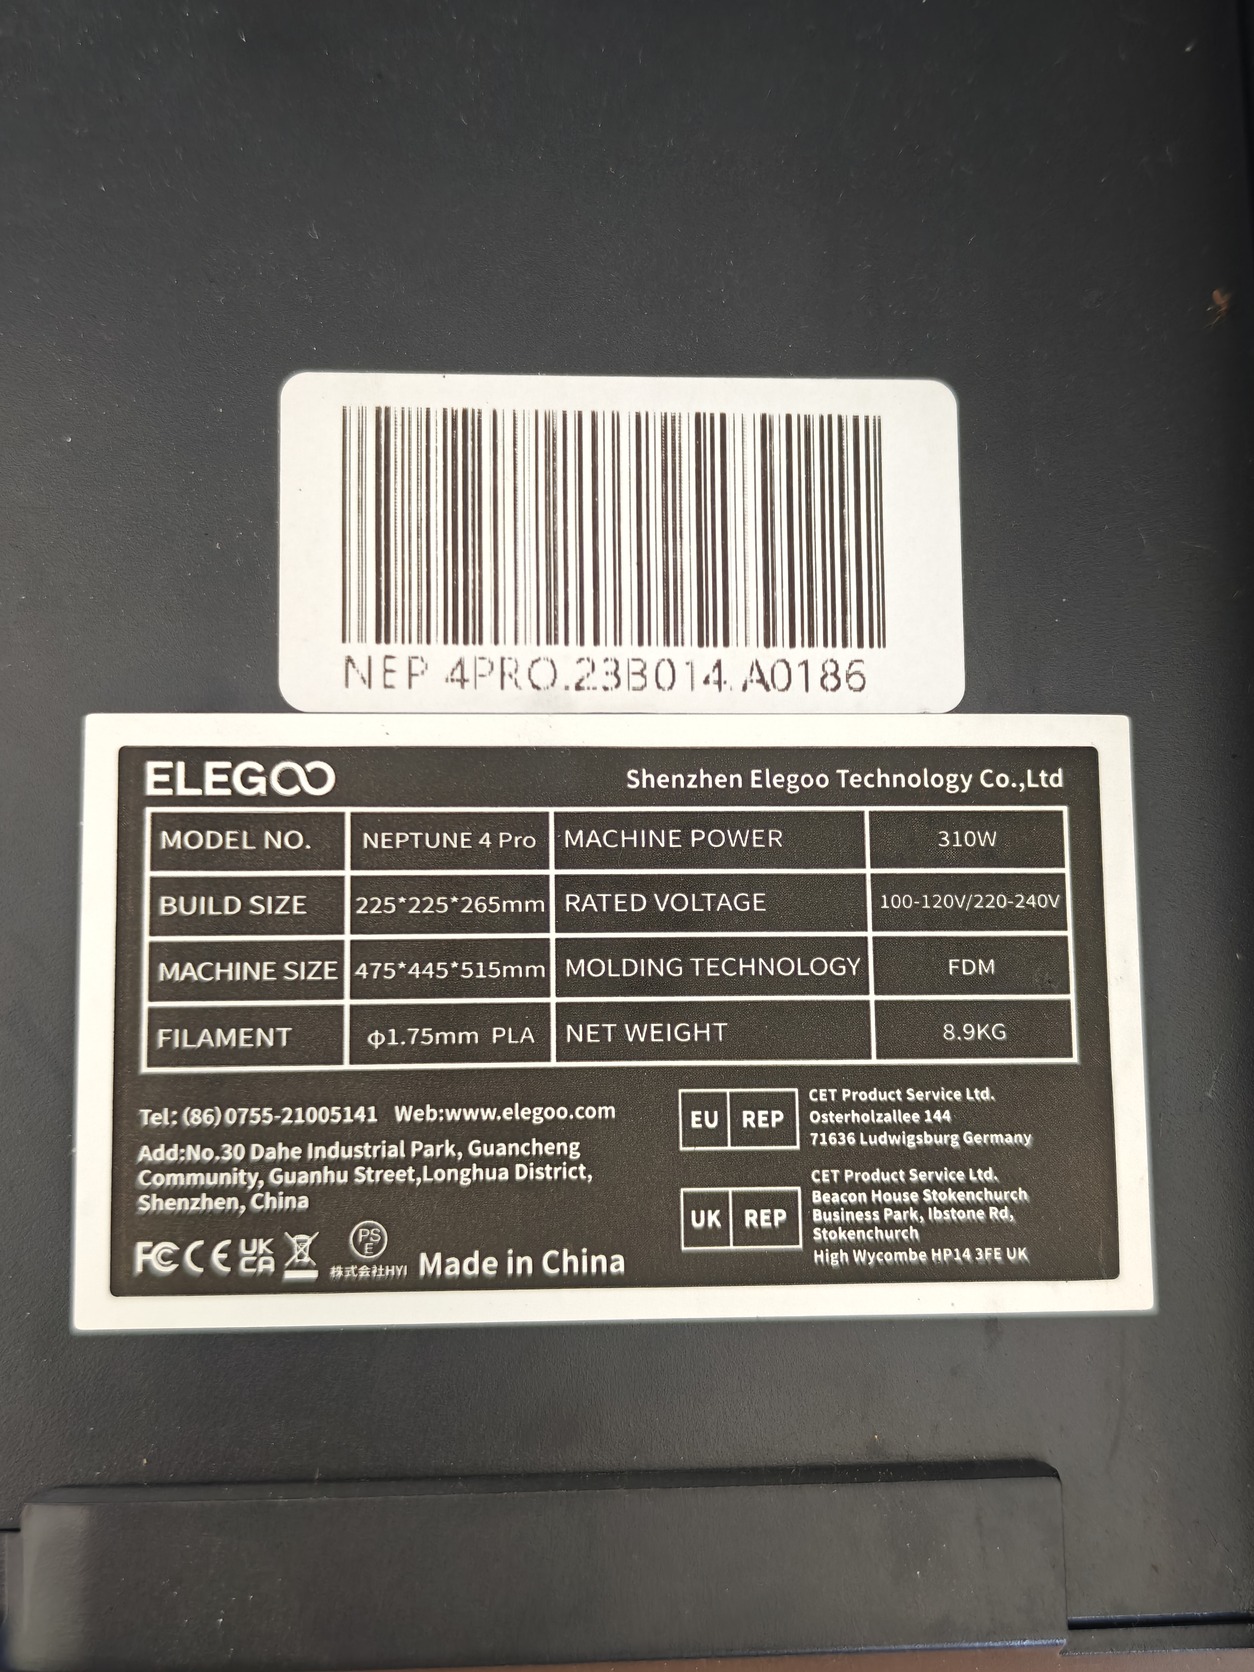 NEP 4PRO.23B014.A0186
ELEGOO
Shenzhen Elegoo Technology Co.,Ltd
MODEL NO. NEPTUNE 4 Pro MACHINE POWER 310W
BUILD SIZE 225*225*265mm RATED VOLTAGE 100-120V/220-240V
MACHINE SIZE 475*445*515mm MOLDING TECHNOLOGY FDM
FILAMENT ф1.75mm PLA NET WEIGHT 8.9KG
Tel: (86)0755-21005141 Web:www.elegoo.com
Add:No.30 Dahe Industrial Park, Guancheng
Community, Guanhu Street,Longhua District,
Shenzhen, China
FC CE UK
CA
PS
E
株式会社HYI
Made in China
EU REP
CET Product Service Ltd.
Osterholzallee 144
71636 Ludwigsburg Germany
UK REP
CET Product Service Ltd.
Beacon House Stokenchurch
Business Park, Ibstone Rd,
Stokenchurch
High Wycombe HP14 3FE UK